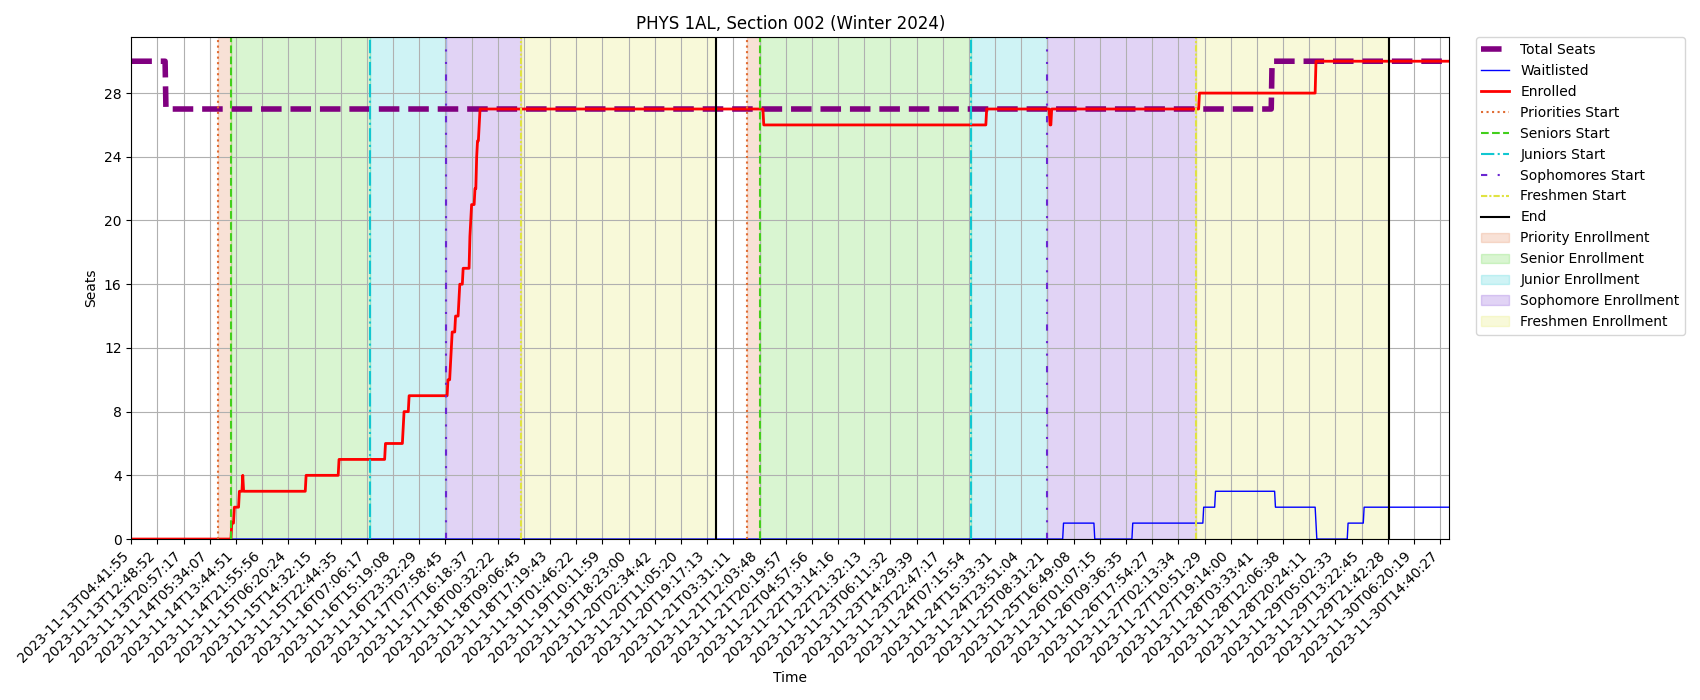 PHYS 1AL, Section 002 (Winter 2024)
Total Seats
Waitlisted
Enrolled
Priorities Start
Seniors Start
Juniors Start
Sophomores Start
Freshmen Start
End
Priority Enrollment
Senior Enrollment
Junior Enrollment
Sophomore Enrollment
Freshmen Enrollment
Seats
28
24
20
16
12
8
4
0
2023-11-13T04:41:55
2023-11-13T12:48:52
2023-11-13T20:57:17
2023-11-14T05:34:07
2023-11-14T13:44:51
2023-11-14T21:55:56
2023-11-15T06:20:24
2023-11-15T14:32:15
2023-11-15T22:44:35
2023-11-16T07:06:17
2023-11-16T15:19:08
2023-11-16T23:32:29
2023-11-17T07:58:45
2023-11-17T16:18:37
2023-11-18T00:32:22
2023-11-18T09:06:45
2023-11-18T17:19:43
2023-11-19T01:46:22
2023-11-19T10:11:59
2023-11-19T18:23:00
2023-11-20T02:34:42
2023-11-20T11:05:20
2023-11-20T19:17:13
2023-11-21T03:31:11
2023-11-21T12:03:48
2023-11-21T20:19:57
2023-11-22T04:57:56
2023-11-22T13:14:16
2023-11-22T21:32:13
2023-11-23T06:11:32
2023-11-23T14:29:39
2023-11-23T22:47:17
2023-11-24T07:15:54
2023-11-24T15:33:31
2023-11-24T23:51:04
2023-11-25T08:31:21
2023-11-25T16:49:08
2023-11-26T01:07:15
2023-11-26T09:36:35
2023-11-26T17:54:27
2023-11-27T02:13:34
2023-11-27T10:51:29
2023-11-27T19:14:00
2023-11-28T03:33:41
2023-11-28T12:06:38
2023-11-28T20:24:11
2023-11-29T05:02:33
2023-11-29T13:22:45
2023-11-29T21:42:28
2023-11-30T06:20:19
2023-11-30T14:40:27
Time